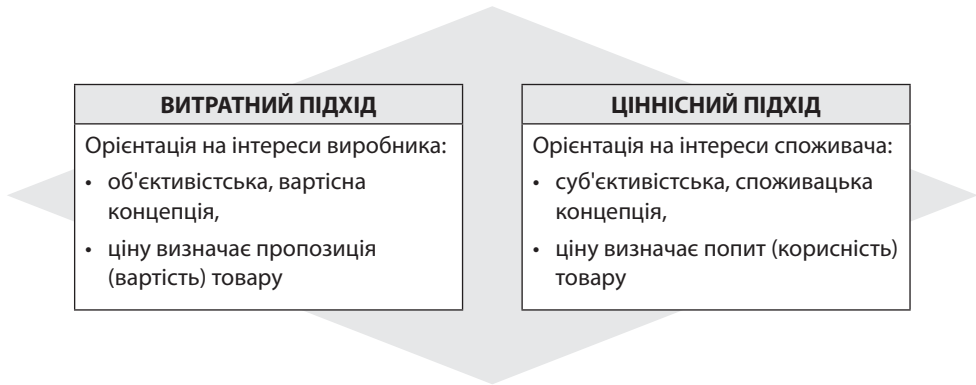 ВИТРАТНИЙ ПІДХІД
Орієнтація на інтереси виробника:
• об'єктивістська, вартісна
концепція,
• ціну визначає пропозиція
(вартість) товару
ЦІННІСНИЙ ПІДХІД
Орієнтація на інтереси споживача:
• суб'єктивістська, споживацька
концепція,
• ціну визначає попит (корисність)
товару